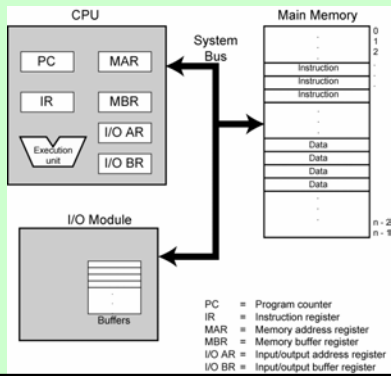 CPU
Main Memory
System
Bus
0
1
2
PC
MAR
Instruction
Instruction
Instruction
IR
MBR
I/O AR
Execution
unit
I/O BR
Data
Data
Data
Data
I/O Module
n - 2
n - 1
Buffers
PC = Program counter
IR = Instruction register
MAR = Memory address register
MBR = Memory buffer register
I/O AR = Input/output address register
I/O BR = Input/output buffer register